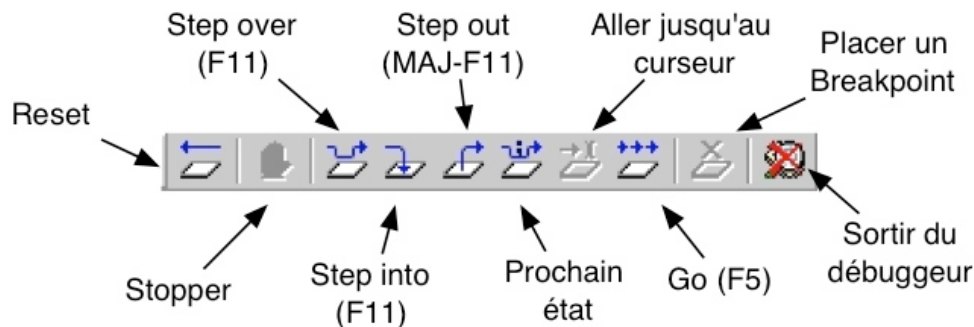 Step over
(F11)
Step out
(MAJ-F11)
Aller jusqu'au
curseur
Placer un
Breakpoint
Reset
Stopper
Step into
(F11)
Prochain
état
Go (F5)
Sortir du
débuggeur